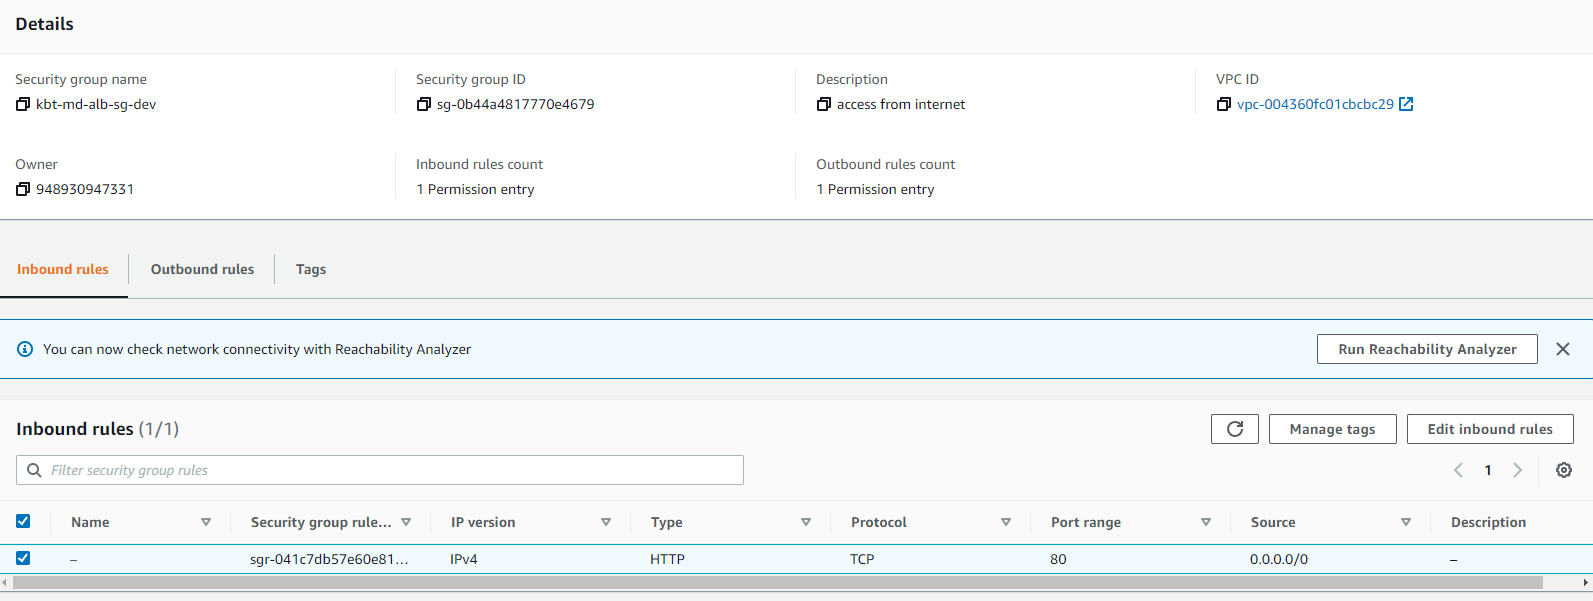 Details
Security group name
kbt-md-alb-sg-dev
Security group ID
sg-0b44a4817770e4679
Description
access from internet
VPC ID
vpc-004360fc01cbcbc29
Owner
948930947331
Inbound rules count
1 Permission entry
Outbound rules count
1 Permission entry
Inbound rules
Outbound rules
Tags
You can now check network connectivity with Reachability Analyzer
Run Reachability Analyzer
Inbound rules (1/1)
Manage tags
Edit inbound rules
Filter security group rules
1
Name
Security group rule...
IP version
Type
Protocol
Port range
Source
Description
–
sgr-041c7db57e60e81...
IPv4
HTTP
TCP
80
0.0.0.0/0
–